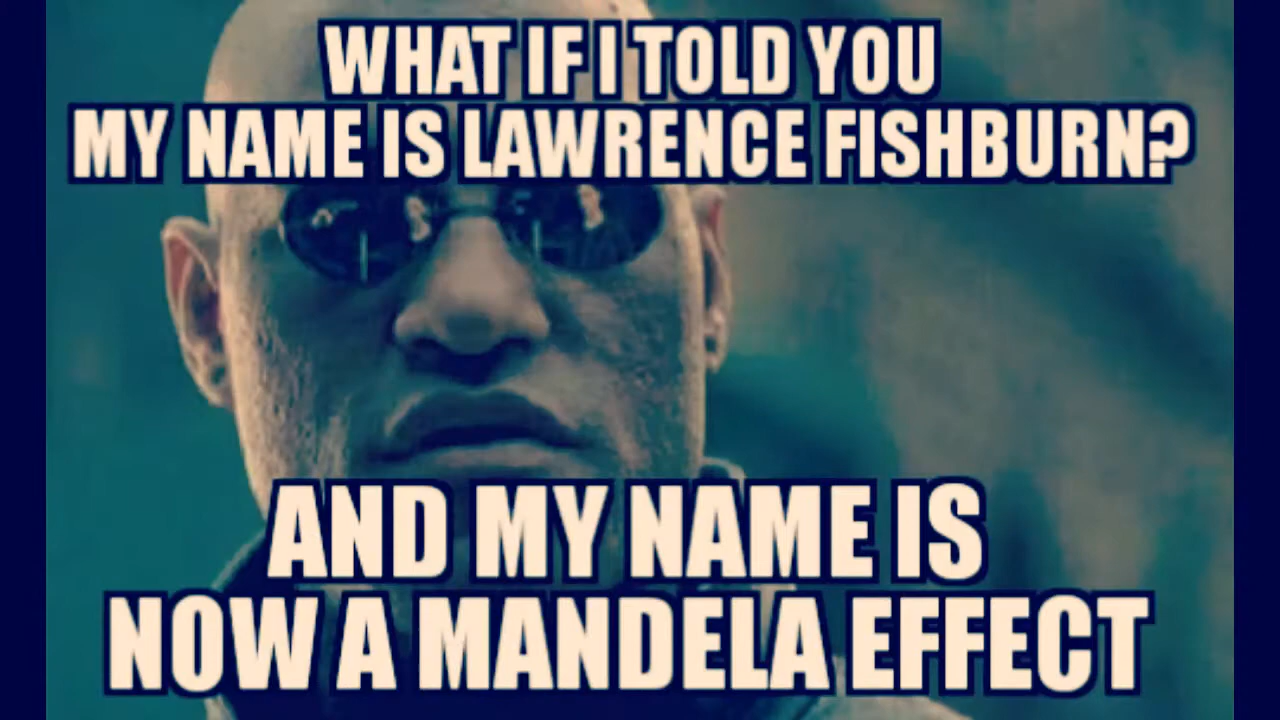 WHAT IF I TOLD YOU
MY NAME IS LAWRENCE FISHBURN?
AND MY NAME IS
NOW A MANDELA EFFECT